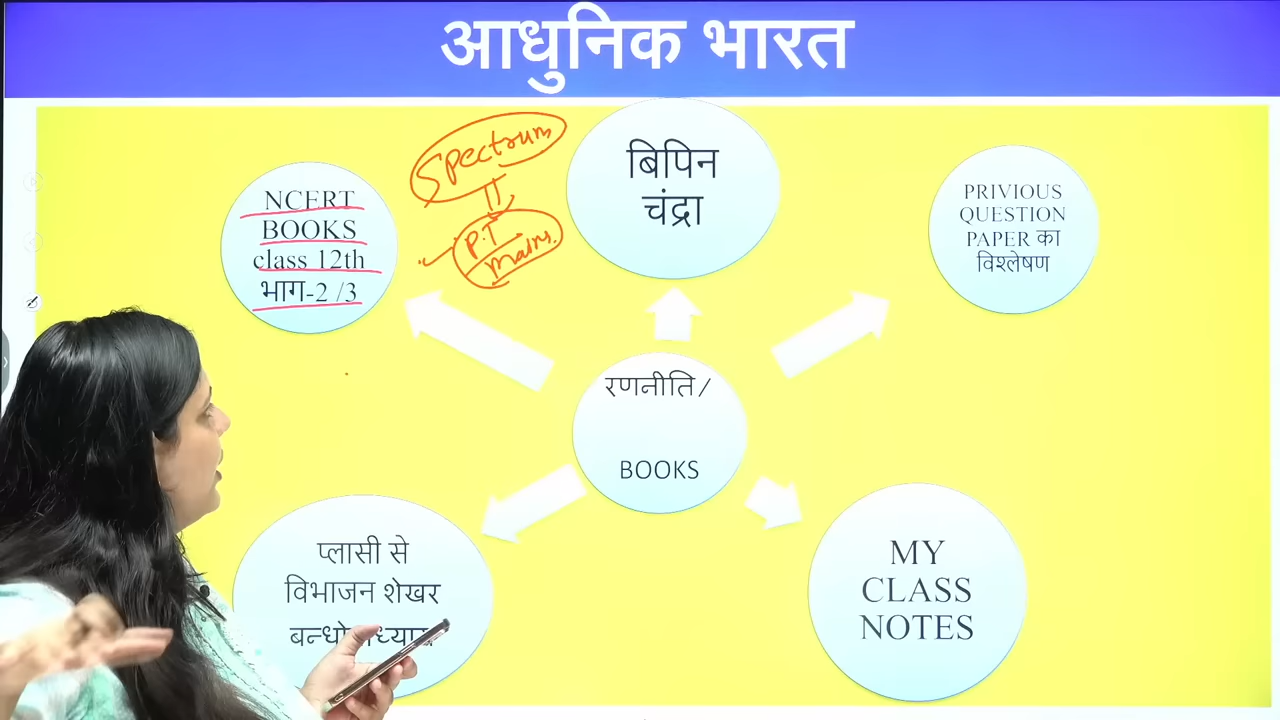 आधुनिक भारत
NCERT
BOOKS
class 12th
भाग-2 /3
Spectrum
P.T
mains.
बिपिन
चंद्रा
PRIVIOUS
QUESTION
PAPER का
विश्लेषण
रणनीति/
BOOKS
प्लासी से
विभाजन शेखर
MY
CLASS
NOTES